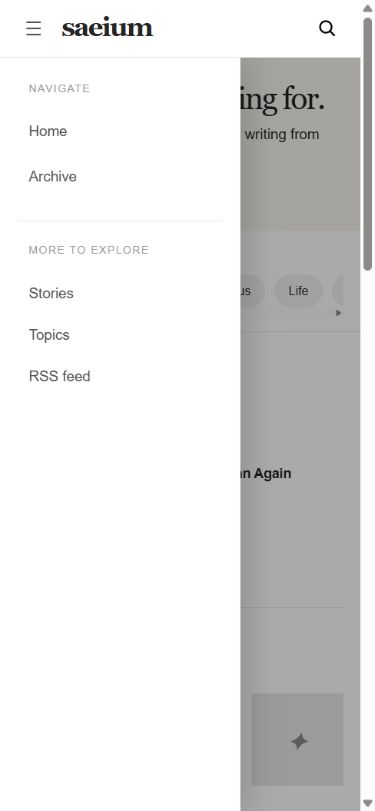 saeium
NAVIGATE
Home
Archive
MORE TO EXPLORE
Stories
Topics
RSS feed
ing for.
writing from
us
Life
n Again